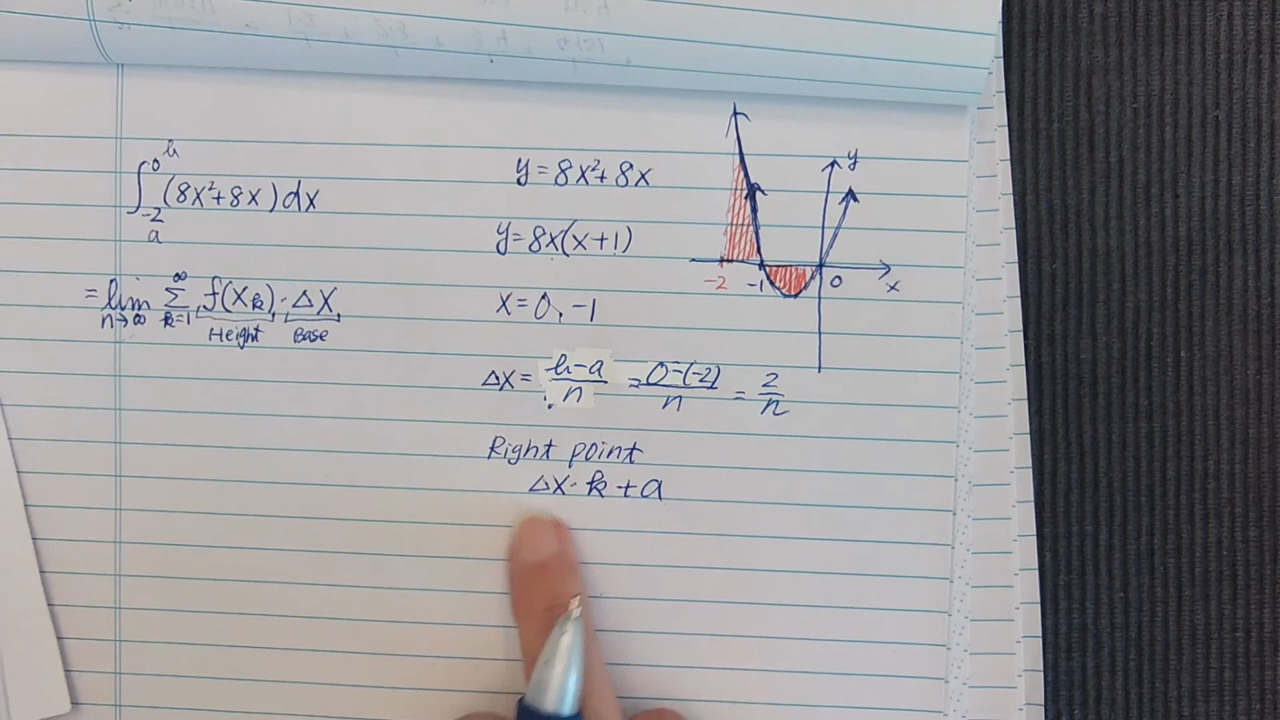 ∫₋₂⁰ (8x²+8x) dx
b
a
= lim n→∞ ∑ k=1 ∞ f(xk) · Δx
Height Base
y = 8x²+8x
y = 8x(x+1)
x = 0, -1
Δx = b-a/n = 0-(-2)/n = 2/n
Right point
Δx · k + a
y
-2 -1 0 x